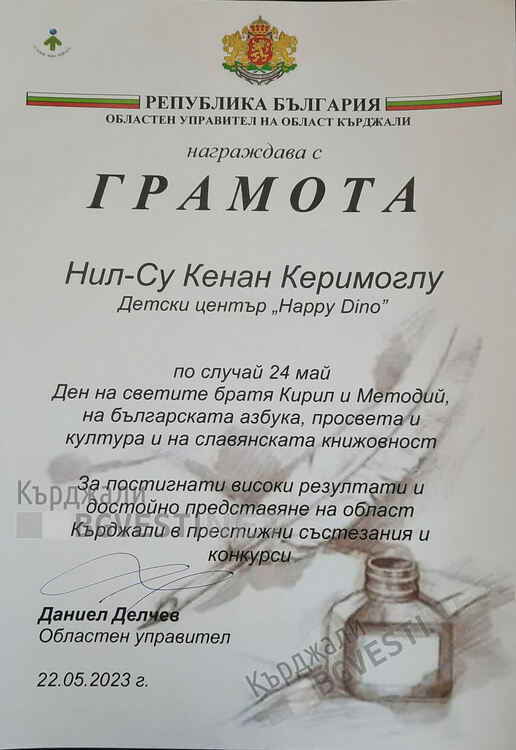 РЕПУБЛИКА БЪЛГАРИЯ
ОБЛАСТЕН УПРАВИТЕЛ НА ОБЛАСТ КЪРДЖАЛИ
награждава с
ГРАМОТА
Нил-Су Кенан Керимоглу
Детски център „Happy Dino”
по случай 24 май
Ден на светите братя Кирил и Методий,
на българската азбука, просвета и
култура и на славянската книжовност
За постигнати високи резултати и
достойно представяне на област
Кърджали в престижни състезания и
конкурси
Даниел Делчев
Областен управител
22.05.2023 г.
Кърджали
BGVESTI
Кърджали
BGVESTI